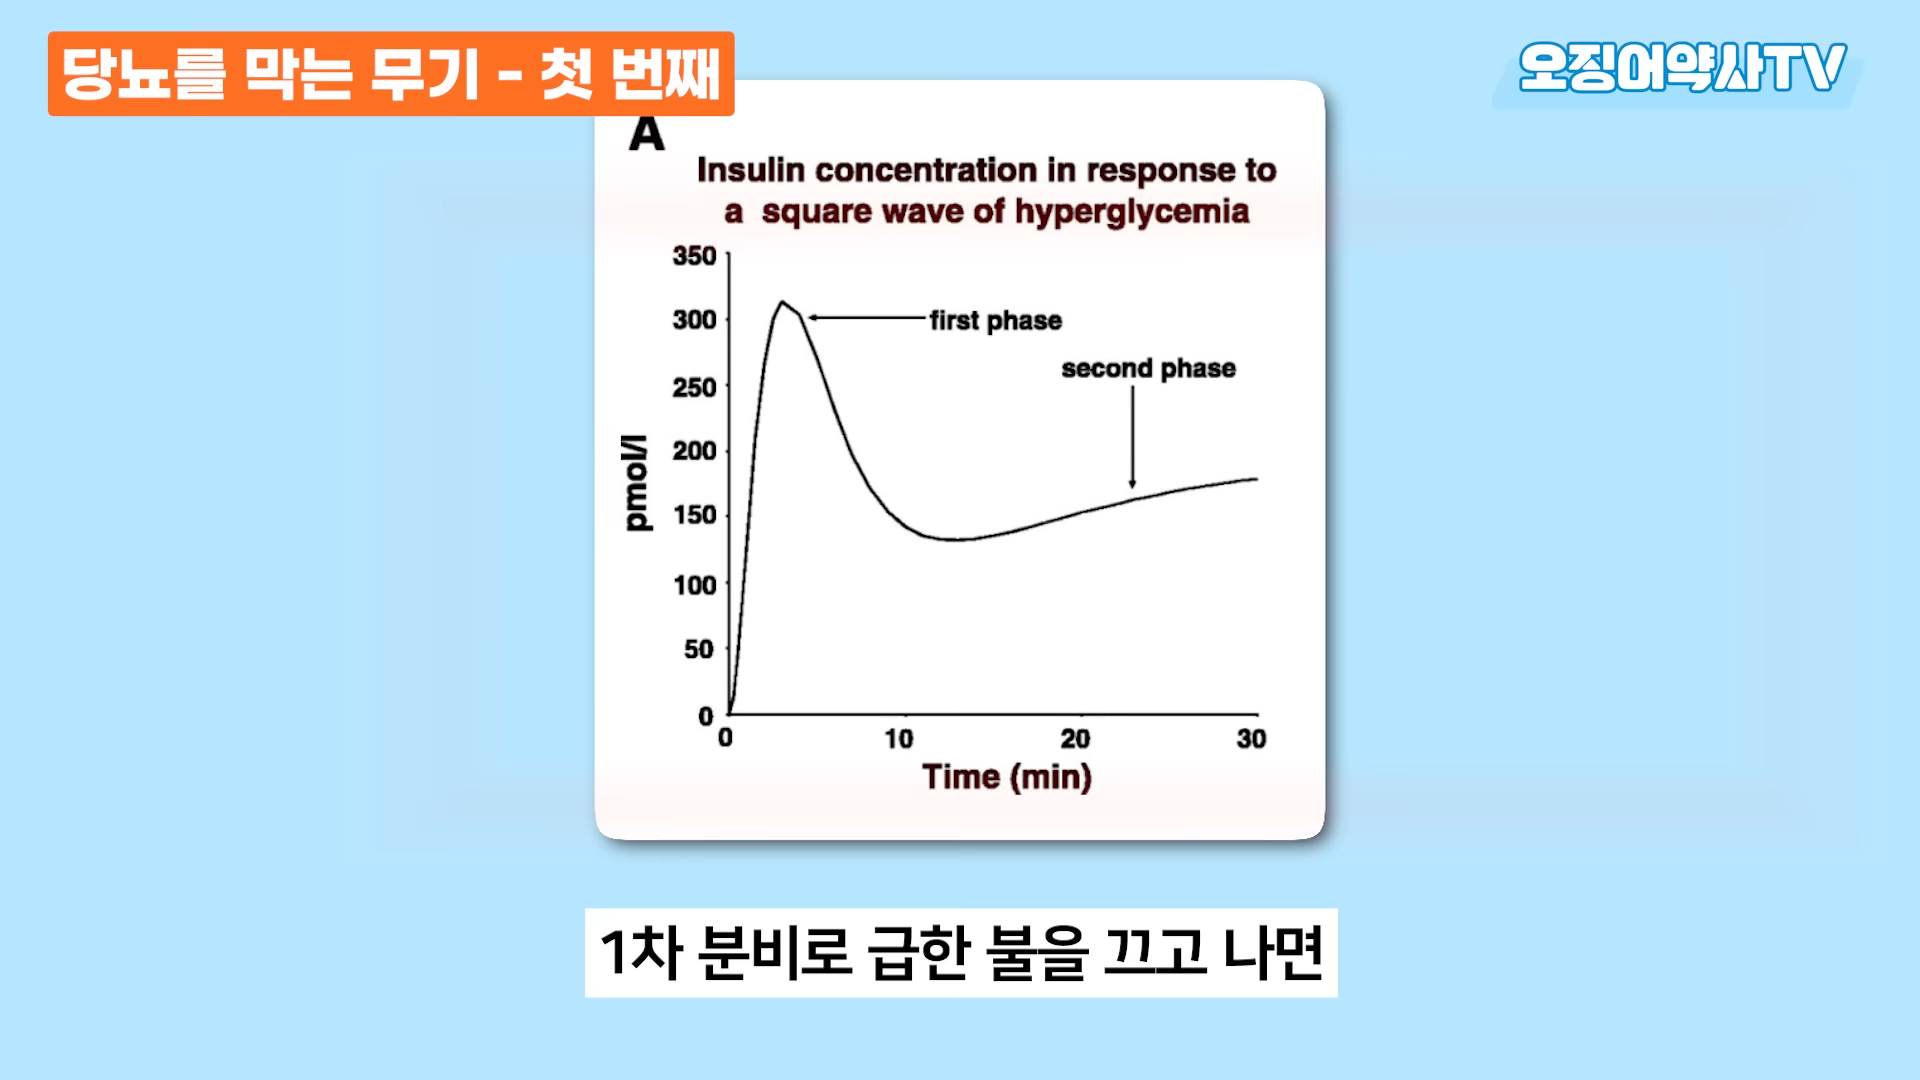 당뇨를 막는 무기 - 첫 번째
오징어약사TV
A
Insulin concentration in response to
a square wave of hyperglycemia
350
300
250
200
150
100
50
0
pmol/l
first phase
second phase
0 10 20 30
Time (min)
1차 분비로 급한 불을 끄고 나면